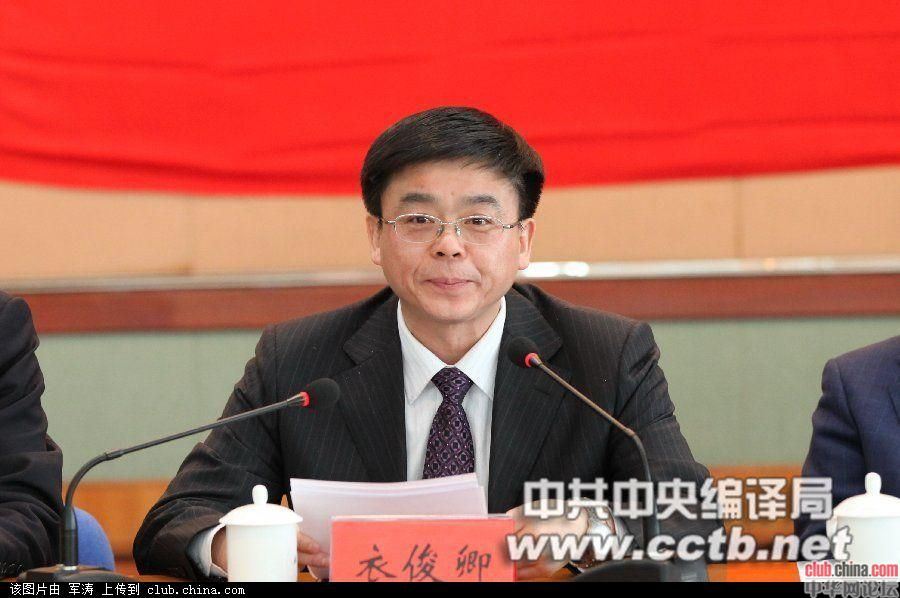 衣俊卿
中共中央编译局
www.cctb.net
club.china.com
中华网论坛
该图片由 军涛 上传到 club.china.com